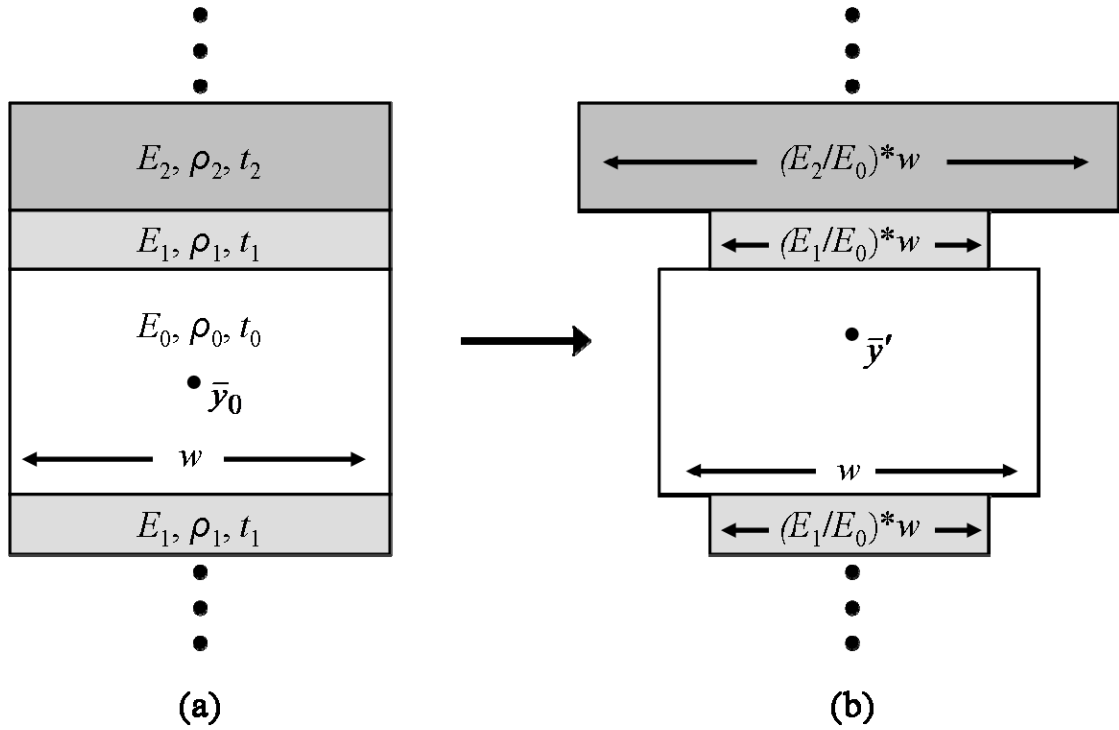 E₂, ρ₂, t₂
E₁, ρ₁, t₁
E₀, ρ₀, t₀
ȳ₀
w
E₁, ρ₁, t₁
(a)
(E₂/E₀)*w
(E₁/E₀)*w
ȳ′
w
(E₁/E₀)*w
(b)